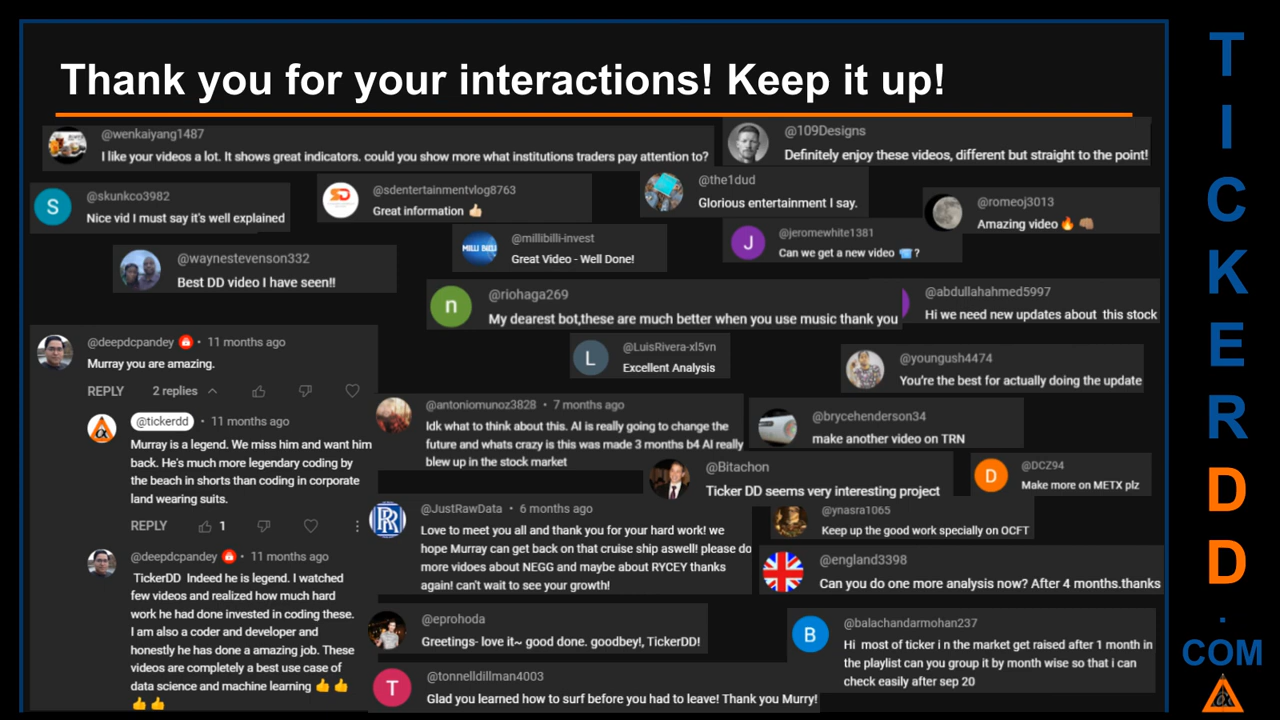 Thank you for your interactions! Keep it up!
@wenkaiyang1487
I like your videos a lot. It shows great indicators. could you show more what institutions traders pay attention to?
@109Designs
Definitely enjoy these videos, different but straight to the point!
S
@skunkco3982
Nice vid I must say it's well explained
@sdentertainmentvlog8763
Great information 👍🏻
@the1dud
Glorious entertainment I say.
@romeoj3013
Amazing video 🔥 👊🏽
MILLI BILLI
@millibilli-invest
Great Video - Well Done!
J
@jeromewhite1381
Can we get a new video ?
@waynestevenson332
Best DD video I have seen!!
n
@riohaga269
My dearest bot,these are much better when you use music thank you
@abdullahahmed5997
Hi we need new updates about this stock
@deepdcpandey • 11 months ago
Murray you are amazing.
REPLY 2 replies
@tickerdd • 11 months ago
Murray is a legend. We miss him and want him
back. He's much more legendary coding by
the beach in shorts than coding in corporate
land wearing suits.
REPLY 1
@deepdcpandey • 11 months ago
TickerDD Indeed he is legend. I watched
few videos and realized how much hard
work he had done invested in coding these.
I am also a coder and developer and
honestly he has done a amazing job. These
videos are completely a best use case of
data science and machine learning 👍 👍
👍 👍
L
@LuisRivera-xl5vn
Excellent Analysis
@youngush4474
You're the best for actually doing the update
@antoniomunoz3828 • 7 months ago
Idk what to think about this. AI is really going to change the
future and whats crazy is this was made 3 months b4 AI really
blew up in the stock market
@brycehenderson34
make another video on TRN
@Bitachon
Ticker DD seems very interesting project
D
@DCZ94
Make more on METX plz
@JustRawData • 6 months ago
Love to meet you all and thank you for your hard work! we
hope Murray can get back on that cruise ship aswell! please do
more vidoes about NEGG and maybe about RYCEY thanks
again! can't wait to see your growth!
@ynasra1065
Keep up the good work specially on OCFT
@england3398
Can you do one more analysis now? After 4 months.thanks
@eprohoda
Greetings- love it~ good done. goodbey!, TickerDD!
B
@balachandarmohan237
Hi most of ticker i n the market get raised after 1 month in
the playlist can you group it by month wise so that i can
check easily after sep 20
T
@tonnelldillman4003
Glad you learned how to surf before you had to leave! Thank you Murry!
TICKERDD
.
COM